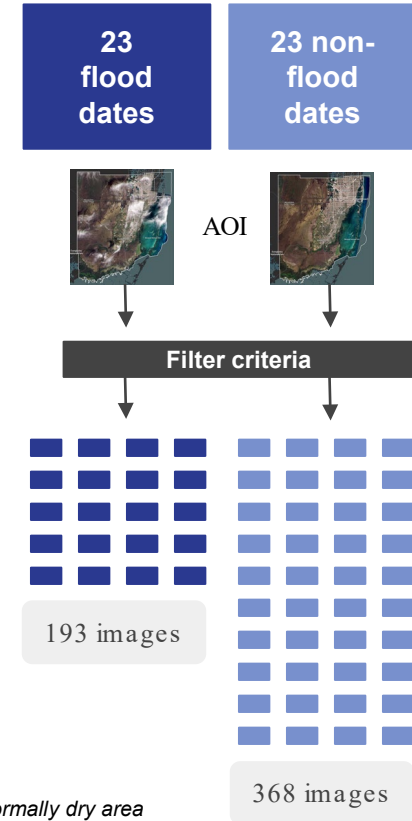 23
flood
dates
23 non-
flood
dates
AOI
Filter criteria
193 images
368 images
ormally dry area